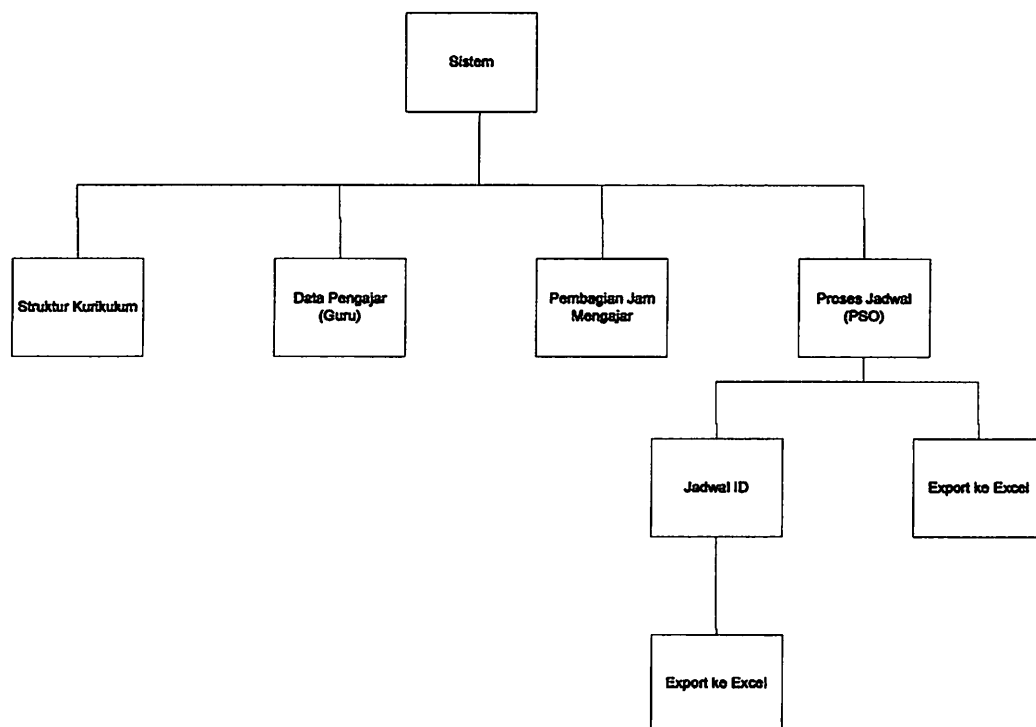 Sistem
Struktur Kurikulum
Data Pengajar
(Guru)
Pembagian Jam
Mengajar
Proses Jadwal
(PSO)
Jadwal ID
Export ke Excel
Export ke Excel